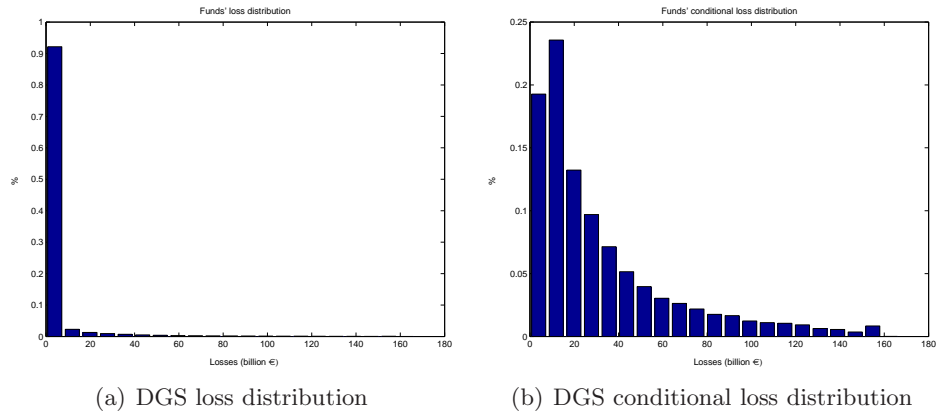 Funds' loss distribution
1
0.9
0.8
0.7
0.6
0.5
0.4
0.3
0.2
0.1
0
%
0 20 40 60 80 100 120 140 160 180
Losses (billion €)
(a) DGS loss distribution
Funds' conditional loss distribution
0.25
0.2
0.15
0.1
0.05
0
%
0 20 40 60 80 100 120 140 160 180
Losses (billion €)
(b) DGS conditional loss distribution